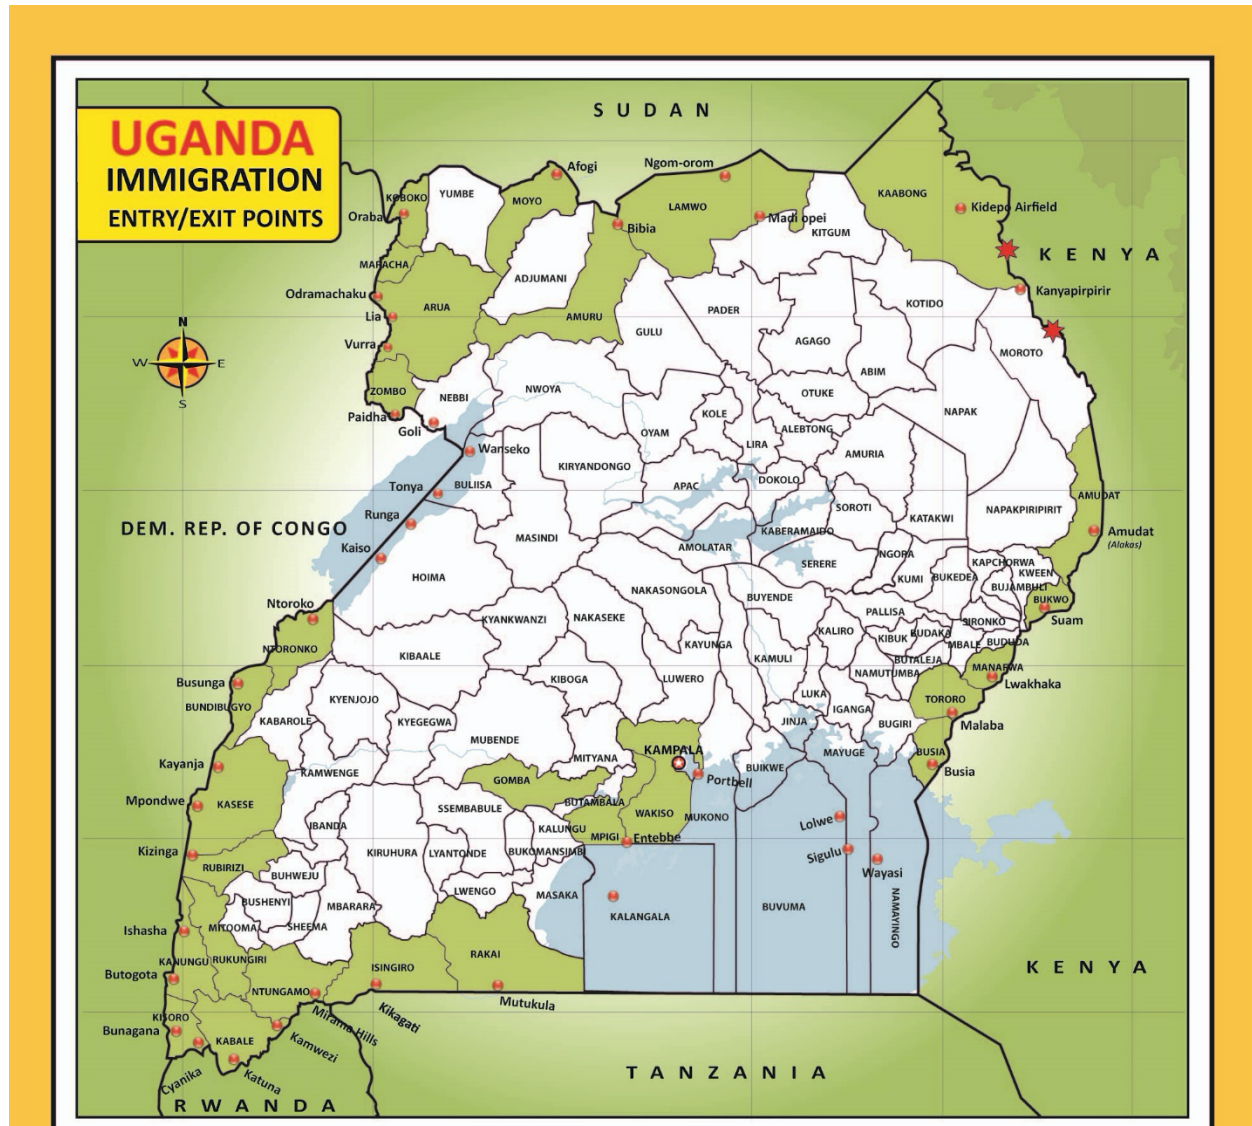 UGANDA
IMMIGRATION
ENTRY/EXIT POINTS
SUDAN
Afogi
Ngom-orom
KOBOKO
YUMBE
MOYO
LAMWO
KAABONG
Oraba
Bibia
Madi opei
Kidepo Airfield
KITGUM
KENYA
MARACHA
ADJUMANI
Odramachaku
ARUA
Kanyapirpirir
Lia
AMURU
GULU
PADER
KOTIDO
N
Vurra
AGAGO
MOROTO
W
E
ABIM
S
ZOMBO
NEBBI
NWOYA
OTUKE
NAPAK
Paidha
Goli
KOLE
OYAM
ALEBTONG
LIRA
Wanseko
AMURIA
KIRYANDONGO
Tonya
BULIISA
APAC
DOKOLO
AMUDAT
SOROTI
NAPAKPIRIPIRIT
Runga
KATAKWI
DEM. REP. OF CONGO
KABERAMAIDO
Amudat
(Alakas)
MASINDI
Kaiso
AMOLATAR
NGORA
HOIMA
SERERE
KAPCHORWA
KUMI
BUKEDEA
KWEEN
NAKASONGOLA
BUJAMBULI
BUYENDE
BUKWO
Ntoroko
PALLISA
KYANKWANZI
NAKASEKE
Suam
SIRONKO
KALIRO
BUDAKA
KIBUK
BUDUDA
NTORONKO
KAYUNGA
MBALE
KIBAALE
KAMULI
BUTALEJA
MANAFWA
NAMUTUMBA
KIBOGA
LUWERO
Busunga
Lwakhaka
LUKA
KYENJOJO
TORORO
BUNDIBUGYO
IGANGA
KABAROLE
KYEGEGWA
JINJA
BUGIRI
Malaba
MUBENDE
KAMPALA
MAYUGE
BUSIA
MITYANA
Kayanja
BUIKWE
KAMWENGE
Busia
GOMBA
Portbell
Mpondwe
KASESE
BUTAMBALA
SSEMBABULE
WAKISO
MUKONO
Lolwe
IBANDA
KALUNGU
MPIGI
Entebbe
Kizinga
KIRUHURA
LYANTONDE
BUKOMANSIMBI
Sigulu
RUBIRIZI
BUHWEJU
Wayasi
LWENGO
MASAKA
BUSHENYI
MBARARA
BUVUMA
KALANGALA
NAMAYINGO
Ishasha
MITOOMA
SHEEMA
RAKAI
KANUNGU
RUKUNGIRI
ISINGIRO
KENYA
Butogota
NTUNGAMO
Mutukula
KISORO
Mirama Hills
Kikagati
Bunagana
KABALE
Kamwezi
Cyanika
Katuna
TANZANIA
RWANDA